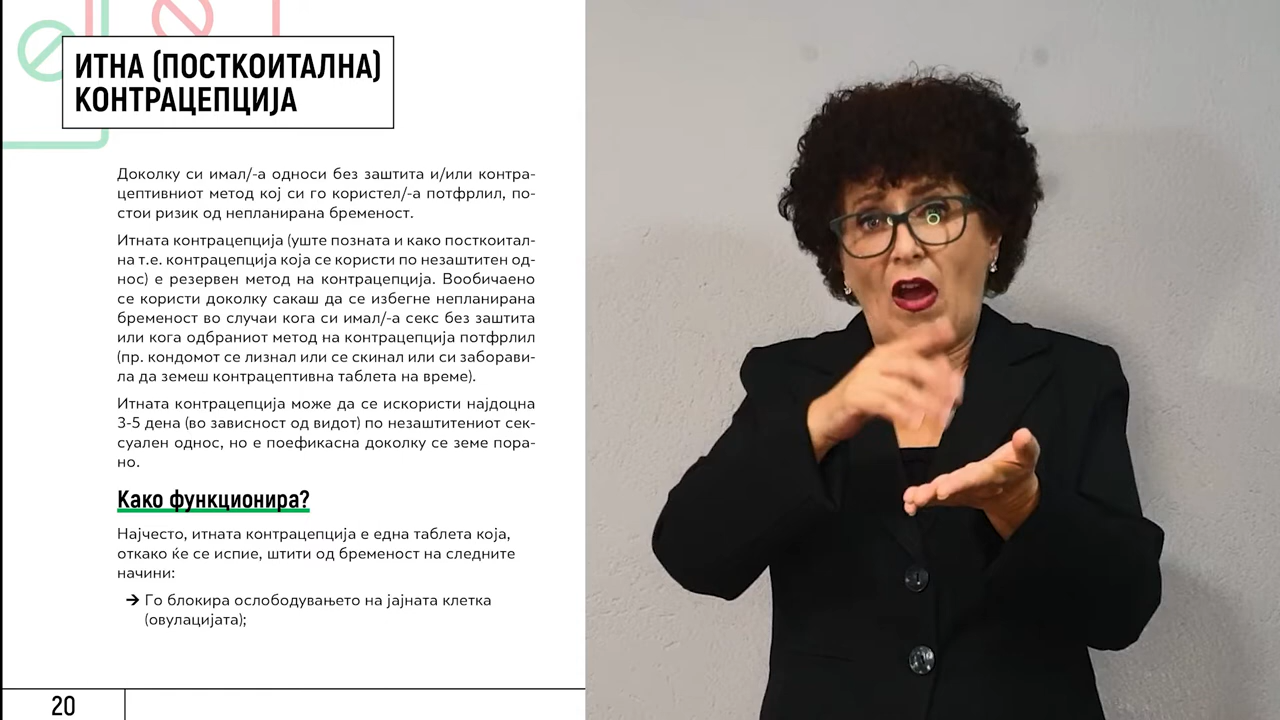 ИТНА (ПОСТКОИТАЛНА)
КОНТРАЦЕПЦИЈА
Доколку си имал/-а односи без заштита и/или контра-
цептивниот метод кој си го користел/-а потфрлил, по-
стои ризик од непланирана бременост.
Итната контрацепција (уште позната и како посткоитал-
на т.е. контрацепција која се користи по незаштитен од-
нос) е резервен метод на контрацепција. Вообичаено
се користи доколку сакаш да се избегне непланирана
бременост во случаи кога си имал/-а секс без заштита
или кога одбраниот метод на контрацепција потфрлил
(пр. кондомот се лизнал или се скинал или си заборави-
ла да земеш контрацептивна таблета на време).
Итната контрацепција може да се искористи најдоцна
3-5 дена (во зависност од видот) по незаштитениот сек-
суален однос, но е поефикасна доколку се земе пора-
но.
Како функционира?
Најчесто, итната контрацепција е една таблета која,
откако ќе се испие, штити од бременост на следните
начини:
→ Го блокира ослободувањето на јајната клетка
(овулацијата);
20